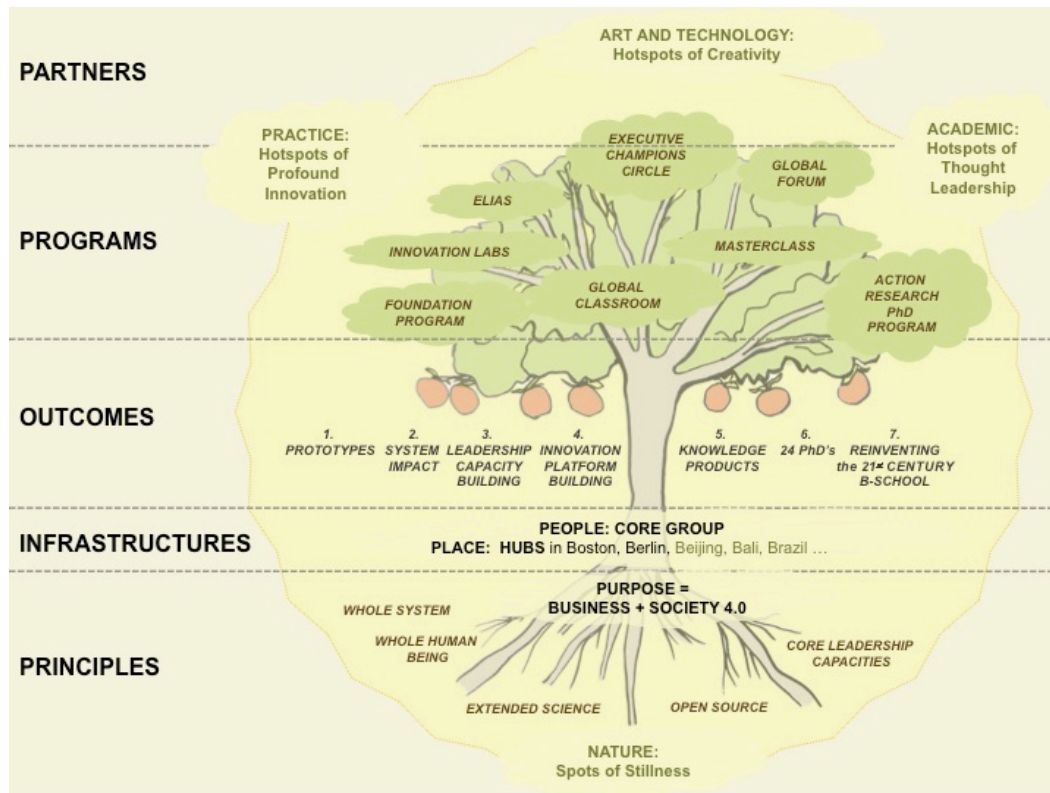 PARTNERS
ART AND TECHNOLOGY:
Hotspots of Creativity
PRACTICE:
Hotspots of
Profound
Innovation
ACADEMIC:
Hotspots of
Thought
Leadership
PROGRAMS
EXECUTIVE
CHAMPIONS
CIRCLE
GLOBAL
FORUM
ELIAS
INNOVATION LABS
MASTERCLASS
FOUNDATION
PROGRAM
GLOBAL
CLASSROOM
ACTION
RESEARCH
PhD
PROGRAM
OUTCOMES
1.
PROTOTYPES
2.
SYSTEM
IMPACT
3.
LEADERSHIP
CAPACITY
BUILDING
4.
INNOVATION
PLATFORM
BUILDING
5.
KNOWLEDGE
PRODUCTS
6.
24 PhD's
7.
REINVENTING
the 21st CENTURY
B-SCHOOL
INFRASTRUCTURES
PEOPLE: CORE GROUP
PLACE: HUBS in Boston, Berlin, Beijing, Bali, Brazil ...
PRINCIPLES
PURPOSE =
BUSINESS + SOCIETY 4.0
WHOLE SYSTEM
WHOLE HUMAN
BEING
CORE LEADERSHIP
CAPACITIES
EXTENDED SCIENCE
OPEN SOURCE
NATURE:
Spots of Stillness